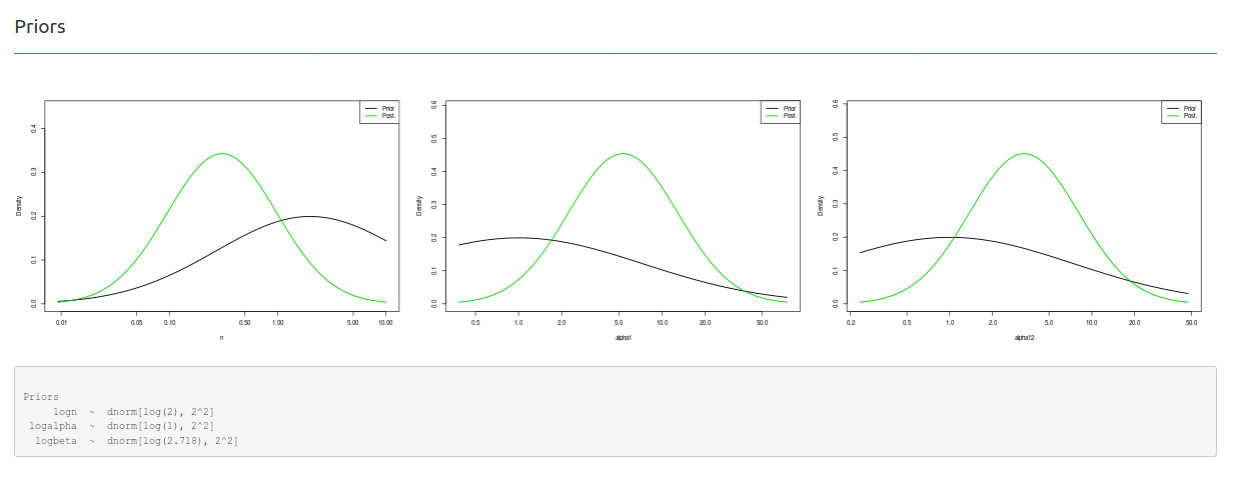 Priors
Prior
Post.
Density
0.0
0.1
0.2
0.3
0.4
0.01
0.05
0.10
0.50
1.00
5.00
10.00
n
Prior
Post.
Density
0.0
0.1
0.2
0.3
0.4
0.5
0.6
0.5
1.0
2.0
5.0
10.0
20.0
50.0
alpha1
Prior
Post.
Density
0.0
0.1
0.2
0.3
0.4
0.5
0.6
0.2
0.5
1.0
2.0
5.0
10.0
20.0
50.0
alpha12
Priors
logn ~ dnorm[log(2), 2^2]
logalpha ~ dnorm[log(1), 2^2]
logbeta ~ dnorm[log(2.718), 2^2]